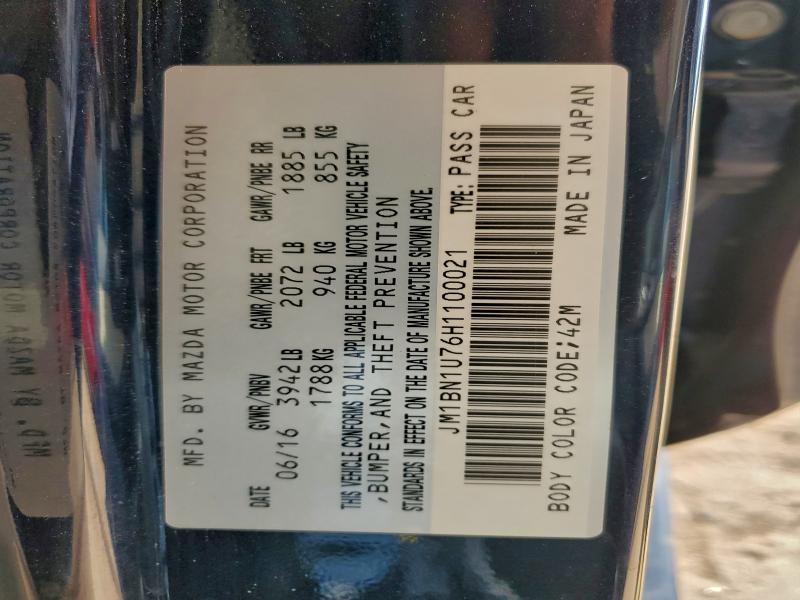 MFD. BY MAZDA MOTOR CORPORATION
DATE GVWR/PNBV GAWR/PNBE FRT GAWR/PNBE RR
06/16 3942 LB 2072 LB 1885 LB
1788 KG 940 KG 855 KG
THIS VEHICLE CONFORMS TO ALL APPLICABLE FEDERAL MOTOR VEHICLE SAFETY
,BUMPER,AND THEFT PREVENTION
STANDARDS IN EFFECT ON THE DATE OF MANUFACTURE SHOWN ABOVE.
JM1BN1U76H1100021 TYPE: PASS CAR
BODY COLOR CODE;42M MADE IN JAPAN